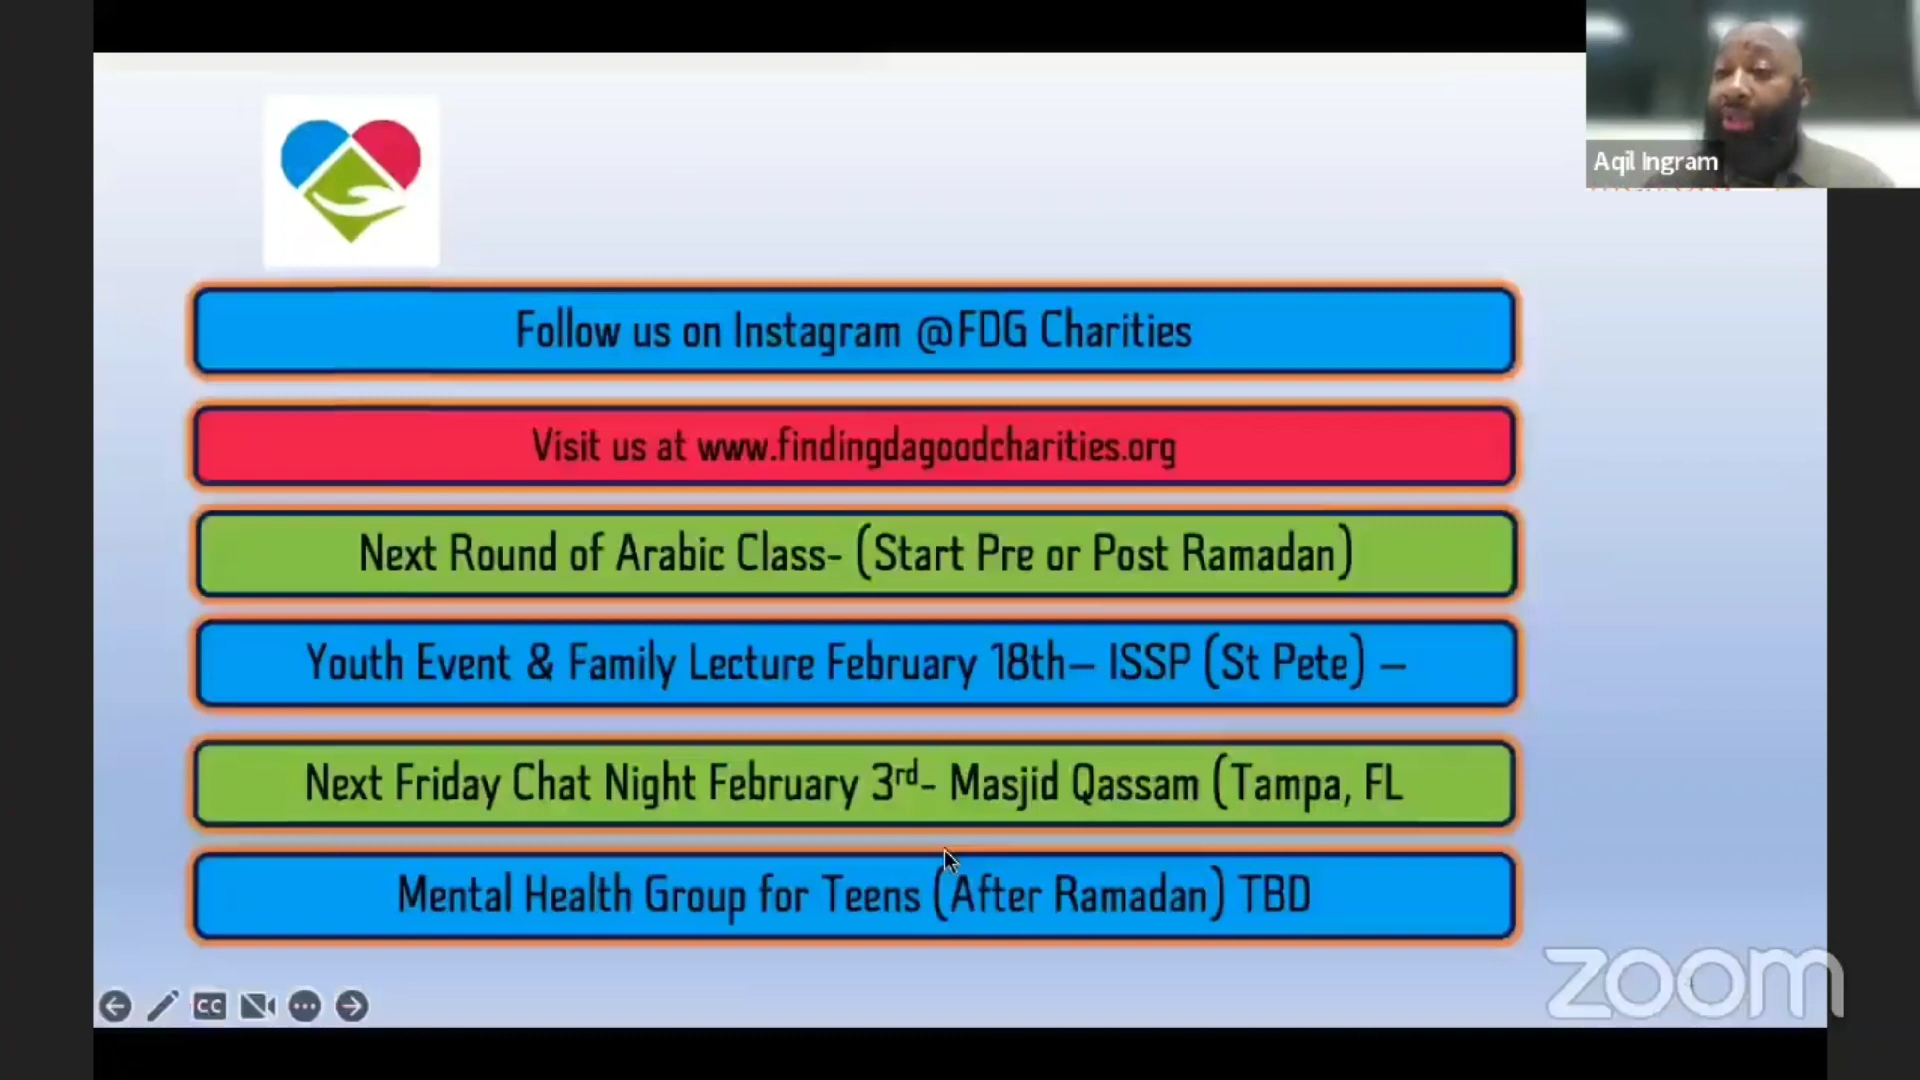 Aqil Ingram
Follow us on Instagram @FDG Charities
Visit us at www.findingdagoodcharities.org
Next Round of Arabic Class- (Start Pre or Post Ramadan)
Youth Event & Family Lecture February 18th– ISSP (St Pete) –
Next Friday Chat Night February 3rd- Masjid Qassam (Tampa, FL
Mental Health Group for Teens (After Ramadan) TBD
CC
zoom